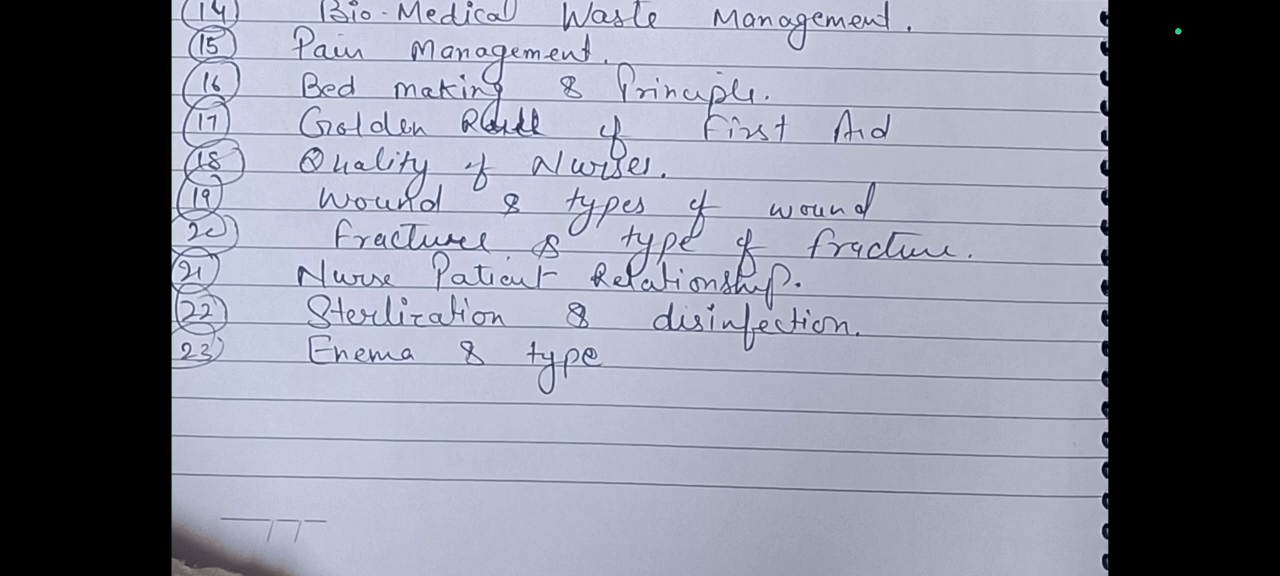 (14) Bio-Medical Waste Management.
(15) Pain Management.
(16) Bed making & Principle.
(17) Golden Rule of First Aid
(18) Quality of Nurses.
(19) Wound & types of wound
(20) fractures & type of fracture.
(21) Nurse Patient Relationship.
(22) Sterlization & disinfection.
(23) Enema & type